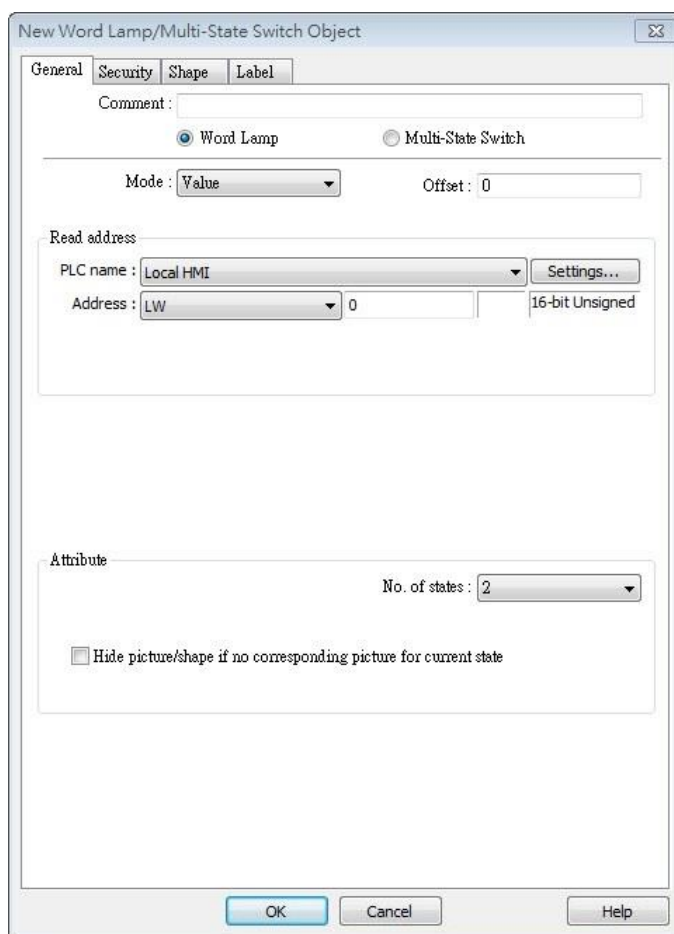 New Word Lamp/Multi-State Switch Object
General Security Shape Label
Comment :
Word Lamp Multi-State Switch
Mode : Value Offset : 0
Read address
PLC name : Local HMI Settings...
Address : LW 0 16-bit Unsigned
Attribute
No. of states : 2
Hide picture/shape if no corresponding picture for current state
OK Cancel Help